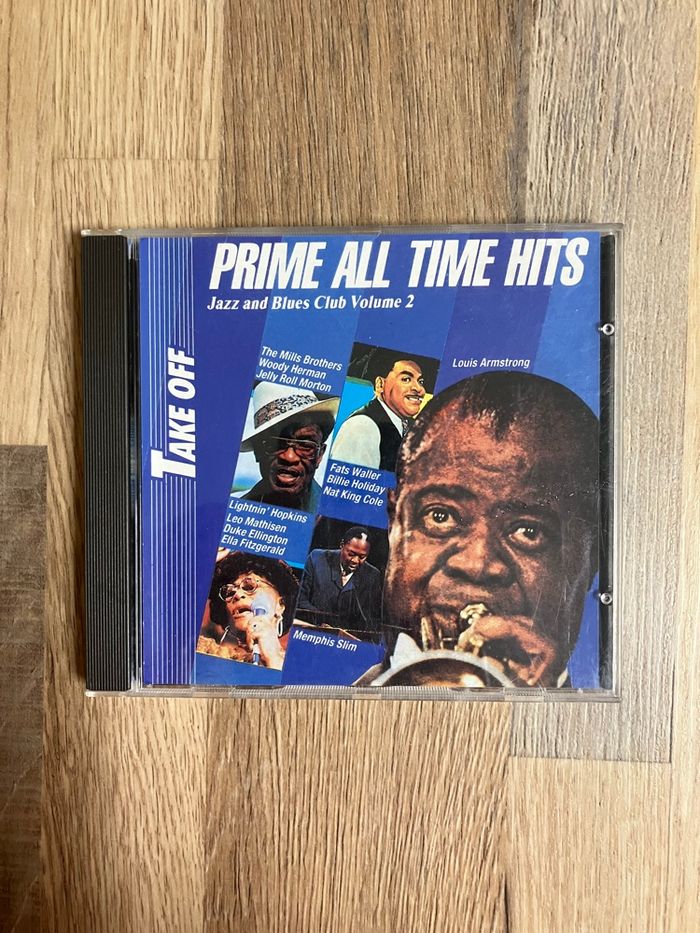 PRIME ALL TIME HITS
Jazz and Blues Club Volume 2
TAKE OFF
The Mills Brothers
Woody Herman
Jelly Roll Morton
Louis Armstrong
Fats Waller
Billie Holiday
Nat King Cole
Lightnin' Hopkins
Leo Mathisen
Duke Ellington
Ella Fitzgerald
Memphis Slim